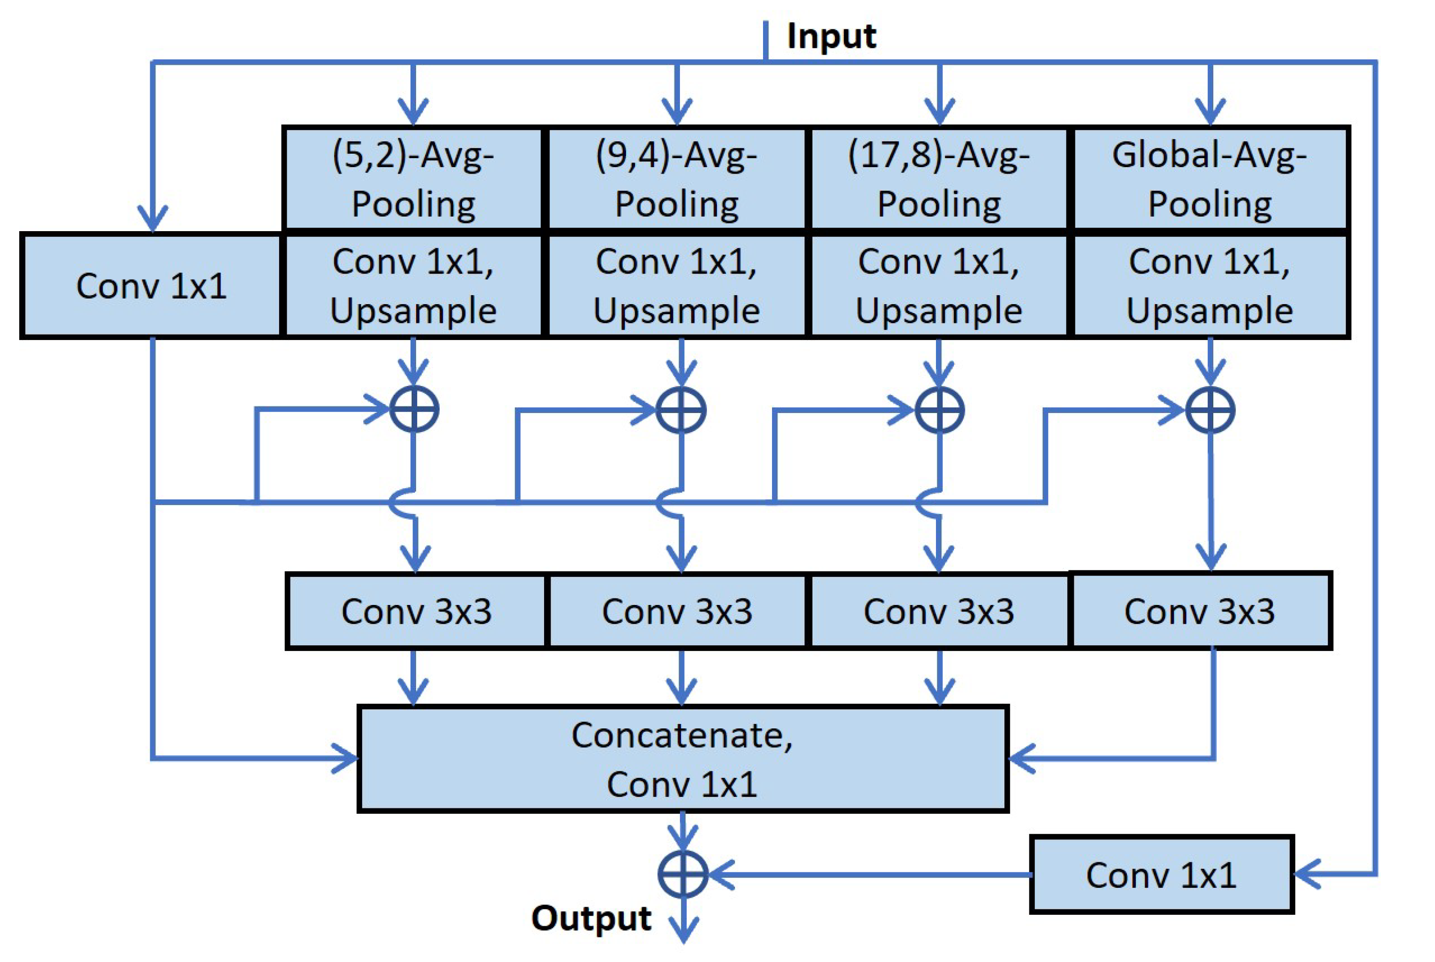 Input
(5,2)-Avg-
Pooling
(9,4)-Avg-
Pooling
(17,8)-Avg-
Pooling
Global-Avg-
Pooling
Conv 1x1
Conv 1x1,
Upsample
Conv 1x1,
Upsample
Conv 1x1,
Upsample
Conv 1x1,
Upsample
Conv 3x3
Conv 3x3
Conv 3x3
Conv 3x3
Concatenate,
Conv 1x1
Conv 1x1
Output